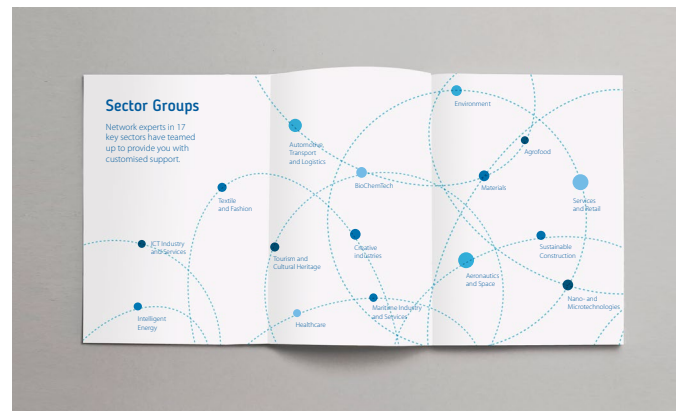 Sector Groups
Network experts in 17
key sectors have teamed
up to provide you with
customised support.
Environment
Automotive,
Transport
and Logistics
Agrofood
BioChemTech
Materials
Textile
and Fashion
Services
and Retail
ICT Industry
and Services
Creative
industries
Sustainable
Construction
Tourism and
Cultural Heritage
Aeronautics
and Space
Nano- and
Microtechnologies
Maritime Industry
and Services
Intelligent
Energy
Healthcare